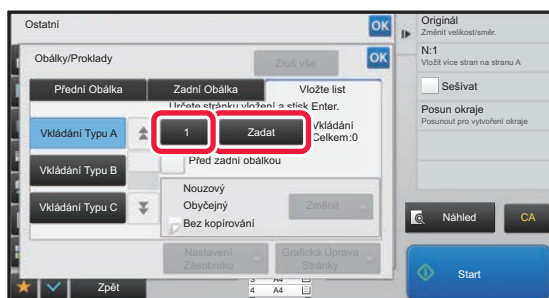 Ostatní
OK
Obálky/Proklady
Zruš vše
OK
Přední Obálka
Zadní Obálka
Vložte list
Určete stránku vložení a stisk Enter.
Vkládání Typu A
1
Zadat
Vkládání
Celkem:0
Vkládání Typu B
Před zadní obálkou
Vkládání Typu C
Nouzový
Obyčejný
Bez kopírování
Změnit
Nastavení
Zásobníku
Grafická Úprava
Stránky
Zpět
3 A4
4 A4
Originál
Změnit velikost/směr.
N:1
Vložit více stran na stranu A
Sešívat
Posun okraje
Posunout pro vytvoření okraje
Náhled
CA
Start